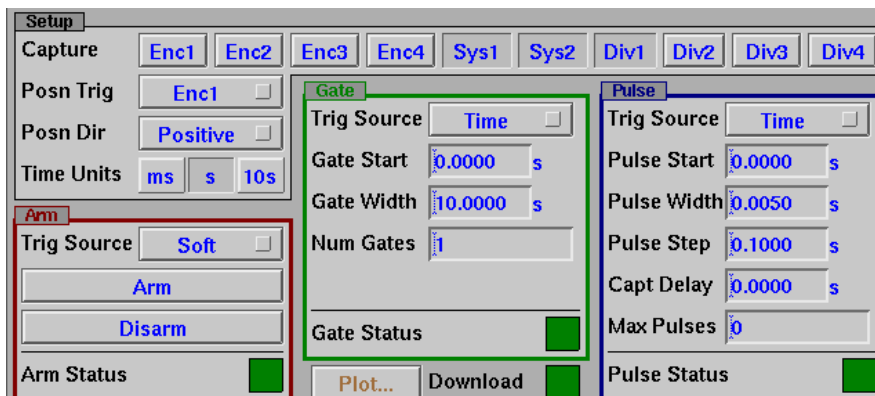 Setup
Capture Enc1 Enc2 Enc3 Enc4 Sys1 Sys2 Div1 Div2 Div3 Div4
Posn Trig Enc1
Posn Dir Positive
Time Units ms s 10s
Arm
Trig Source Soft
Arm
Disarm
Arm Status
Gate
Trig Source Time
Gate Start 0.0000 s
Gate Width 10.0000 s
Num Gates 1
Gate Status
Plot... Download
Pulse
Trig Source Time
Pulse Start 0.0000 s
Pulse Width 0.0050 s
Pulse Step 0.1000 s
Capt Delay 0.0000 s
Max Pulses 0
Pulse Status